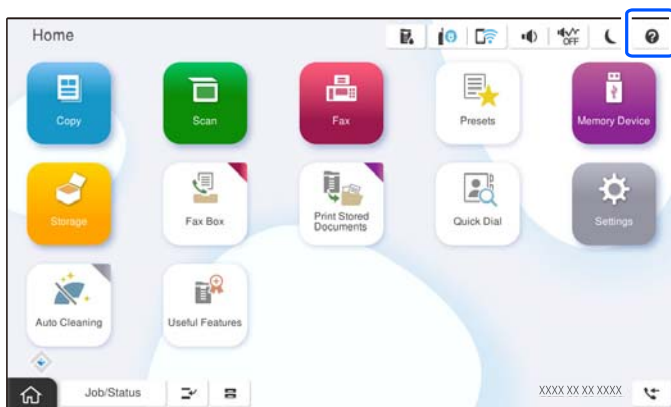 Home
OFF
?
Copy
Scan
Fax
Presets
Memory Device
Storage
Fax Box
Print Stored
Documents
Quick Dial
Settings
Auto Cleaning
Useful Features
Job/Status
XXXX XX XX XXXX